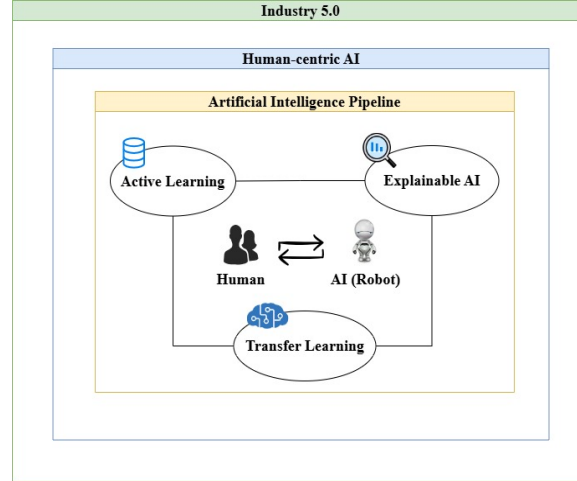 Industry 5.0
Human-centric AI
Artificial Intelligence Pipeline
Active Learning
Explainable AI
Human
AI (Robot)
Transfer Learning